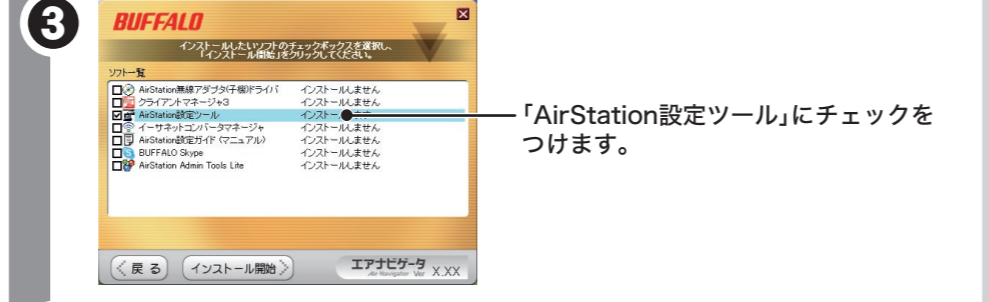 3
BUFFALO
インストールしたいソフトのチェックボックスを選択し、
「インストール開始」をクリックしてください。
ソフト一覧
AirStation無線アダプタ(子機)ドライバ インストールしません
クライアントマネージャ3 インストールしません
AirStation設定ツール インストールします
イーサネットコンバータマネージャ インストールしません
AirStation設定ガイド（マニュアル） インストールしません
BUFFALO Skype インストールしません
AirStation Admin Tools Lite インストールしません
「AirStation設定ツール」にチェックを
つけます。
戻る
インストール開始
エアナビゲータ
Air Navigator Ver X.XX